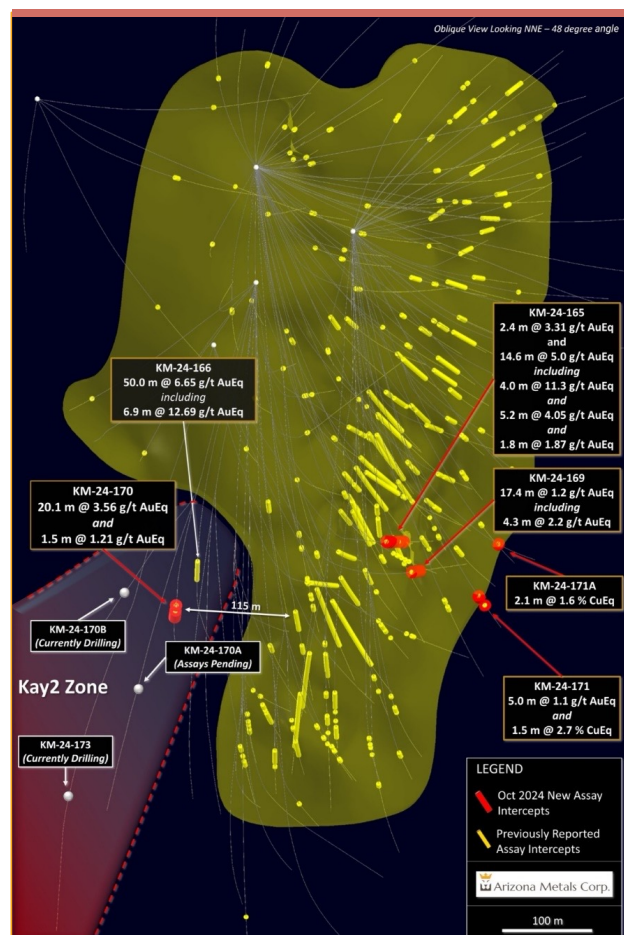 Oblique View Looking NNE – 48 degree angle
KM-24-165
2.4 m @ 3.31 g/t AuEq
and
14.6 m @ 5.0 g/t AuEq
including
4.0 m @ 11.3 g/t AuEq
and
5.2 m @ 4.05 g/t AuEq
and
1.8 m @ 1.87 g/t AuEq
KM-24-166
50.0 m @ 6.65 g/t AuEq
including
6.9 m @ 12.69 g/t AuEq
KM-24-169
17.4 m @ 1.2 g/t AuEq
including
4.3 m @ 2.2 g/t AuEq
KM-24-170
20.1 m @ 3.56 g/t AuEq
and
1.5 m @ 1.21 g/t AuEq
KM-24-171A
2.1 m @ 1.6 % CuEq
115 m
KM-24-170B
(Currently Drilling)
KM-24-170A
(Assays Pending)
Kay2 Zone
KM-24-171
5.0 m @ 1.1 g/t AuEq
and
1.5 m @ 2.7 % CuEq
KM-24-173
(Currently Drilling)
LEGEND
Oct 2024 New Assay
Intercepts
Previously Reported
Assay Intercepts
Arizona Metals Corp.
100 m